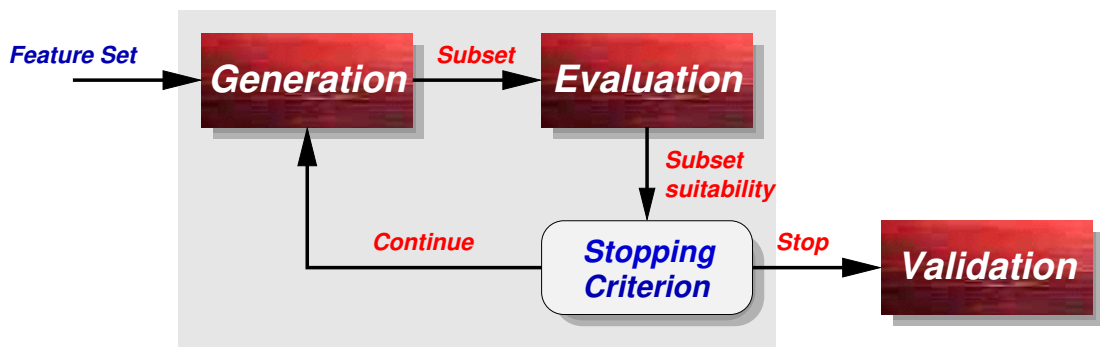 Feature Set
Generation
Subset
Evaluation
Subset
suitability
Continue
Stopping
Criterion
Stop
Validation